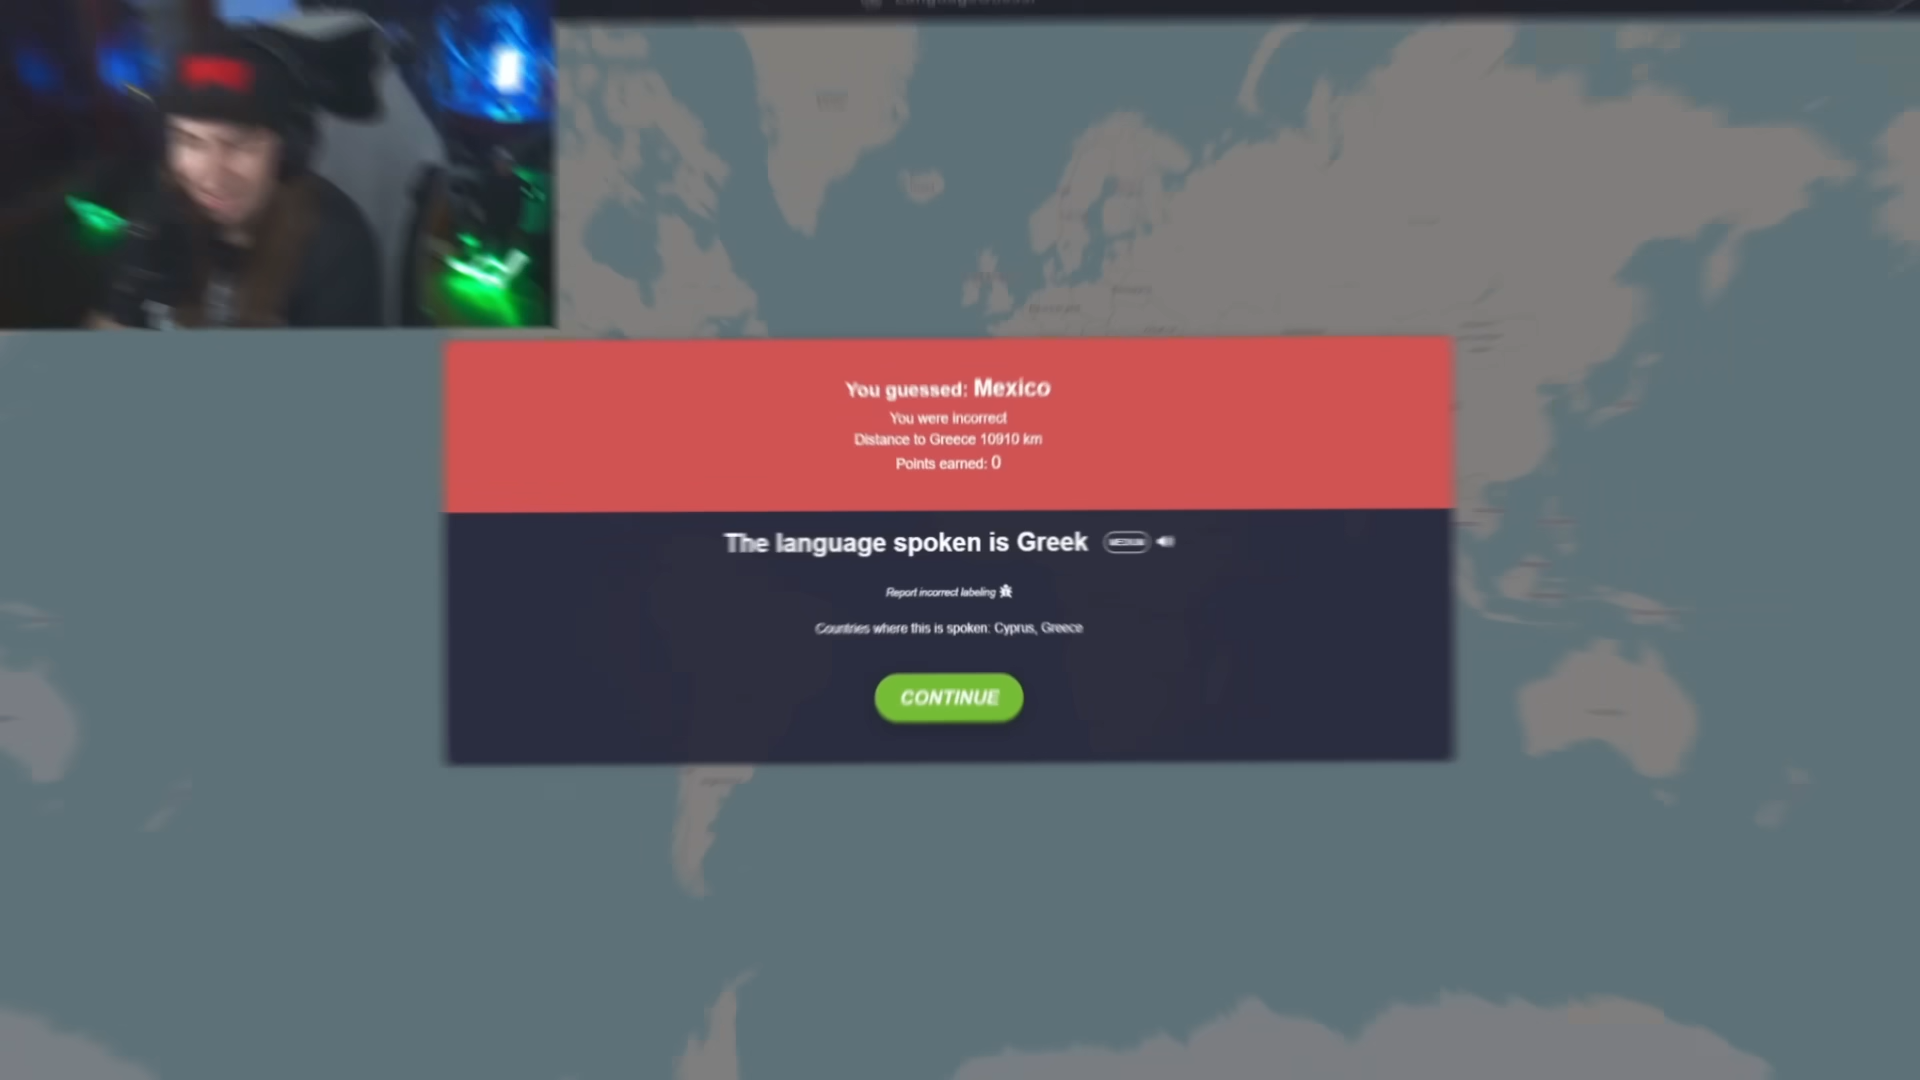 You guessed: Mexico
You were incorrect
Distance to Greece 10910 km
Points earned: 0
The language spoken is Greek MEDIUM
Report incorrect labeling
Countries where this is spoken: Cyprus, Greece
CONTINUE